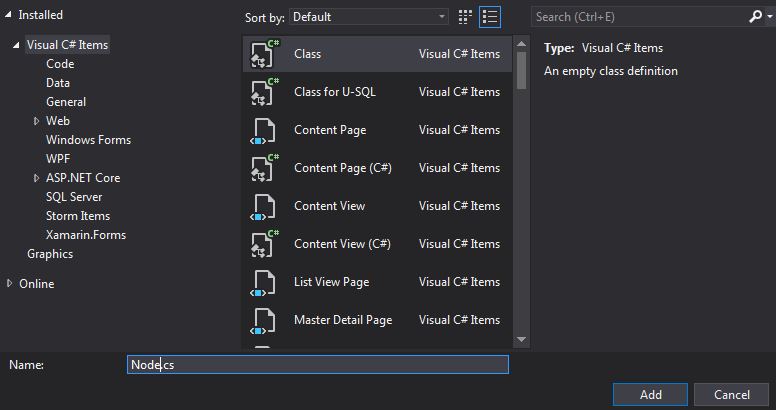 Installed
Sort by: Default
Search (Ctrl+E)
Visual C# Items
Code
Data
General
Web
Windows Forms
WPF
ASP.NET Core
SQL Server
Storm Items
Xamarin.Forms
Graphics
Online
C# Class Visual C# Items
C# Class for U-SQL Visual C# Items
Content Page Visual C# Items
C# Content Page (C#) Visual C# Items
Content View Visual C# Items
C# Content View (C#) Visual C# Items
List View Page Visual C# Items
Master Detail Page Visual C# Items
Type: Visual C# Items
An empty class definition
Name: Node.cs
Add Cancel